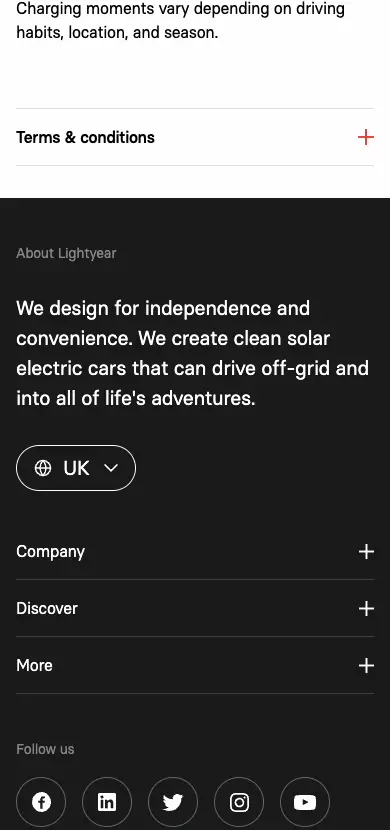 Charging moments vary depending on driving
habits, location, and season.
Terms & conditions
About Lightyear
We design for independence and
convenience. We create clean solar
electric cars that can drive off-grid and
into all of life's adventures.
UK
Company
Discover
More
Follow us